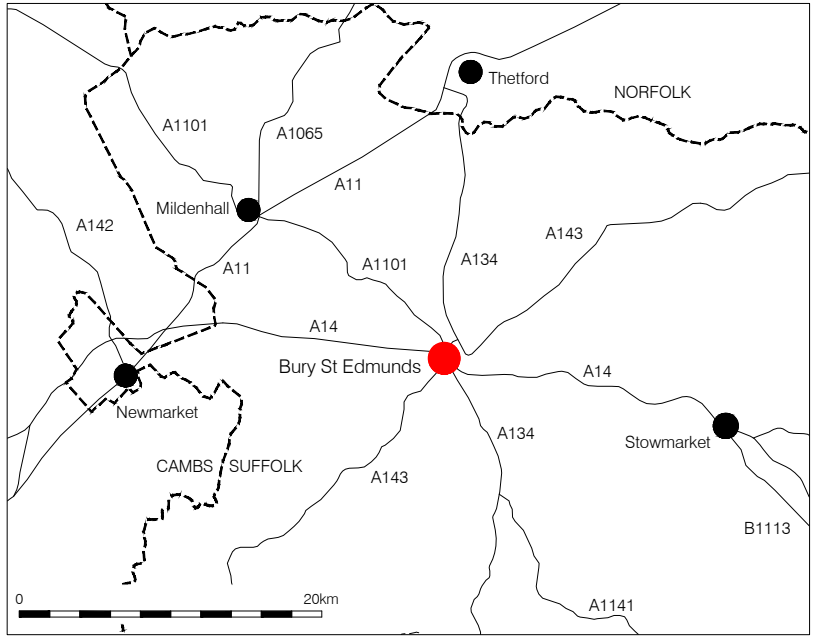 Thetford
NORFOLK
A1101
A1065
A11
Mildenhall
A142
A143
A134
A11
A1101
A14
Bury St Edmunds
A14
Newmarket
A134
Stowmarket
CAMBS
SUFFOLK
A143
B1113
0
20km
A1141